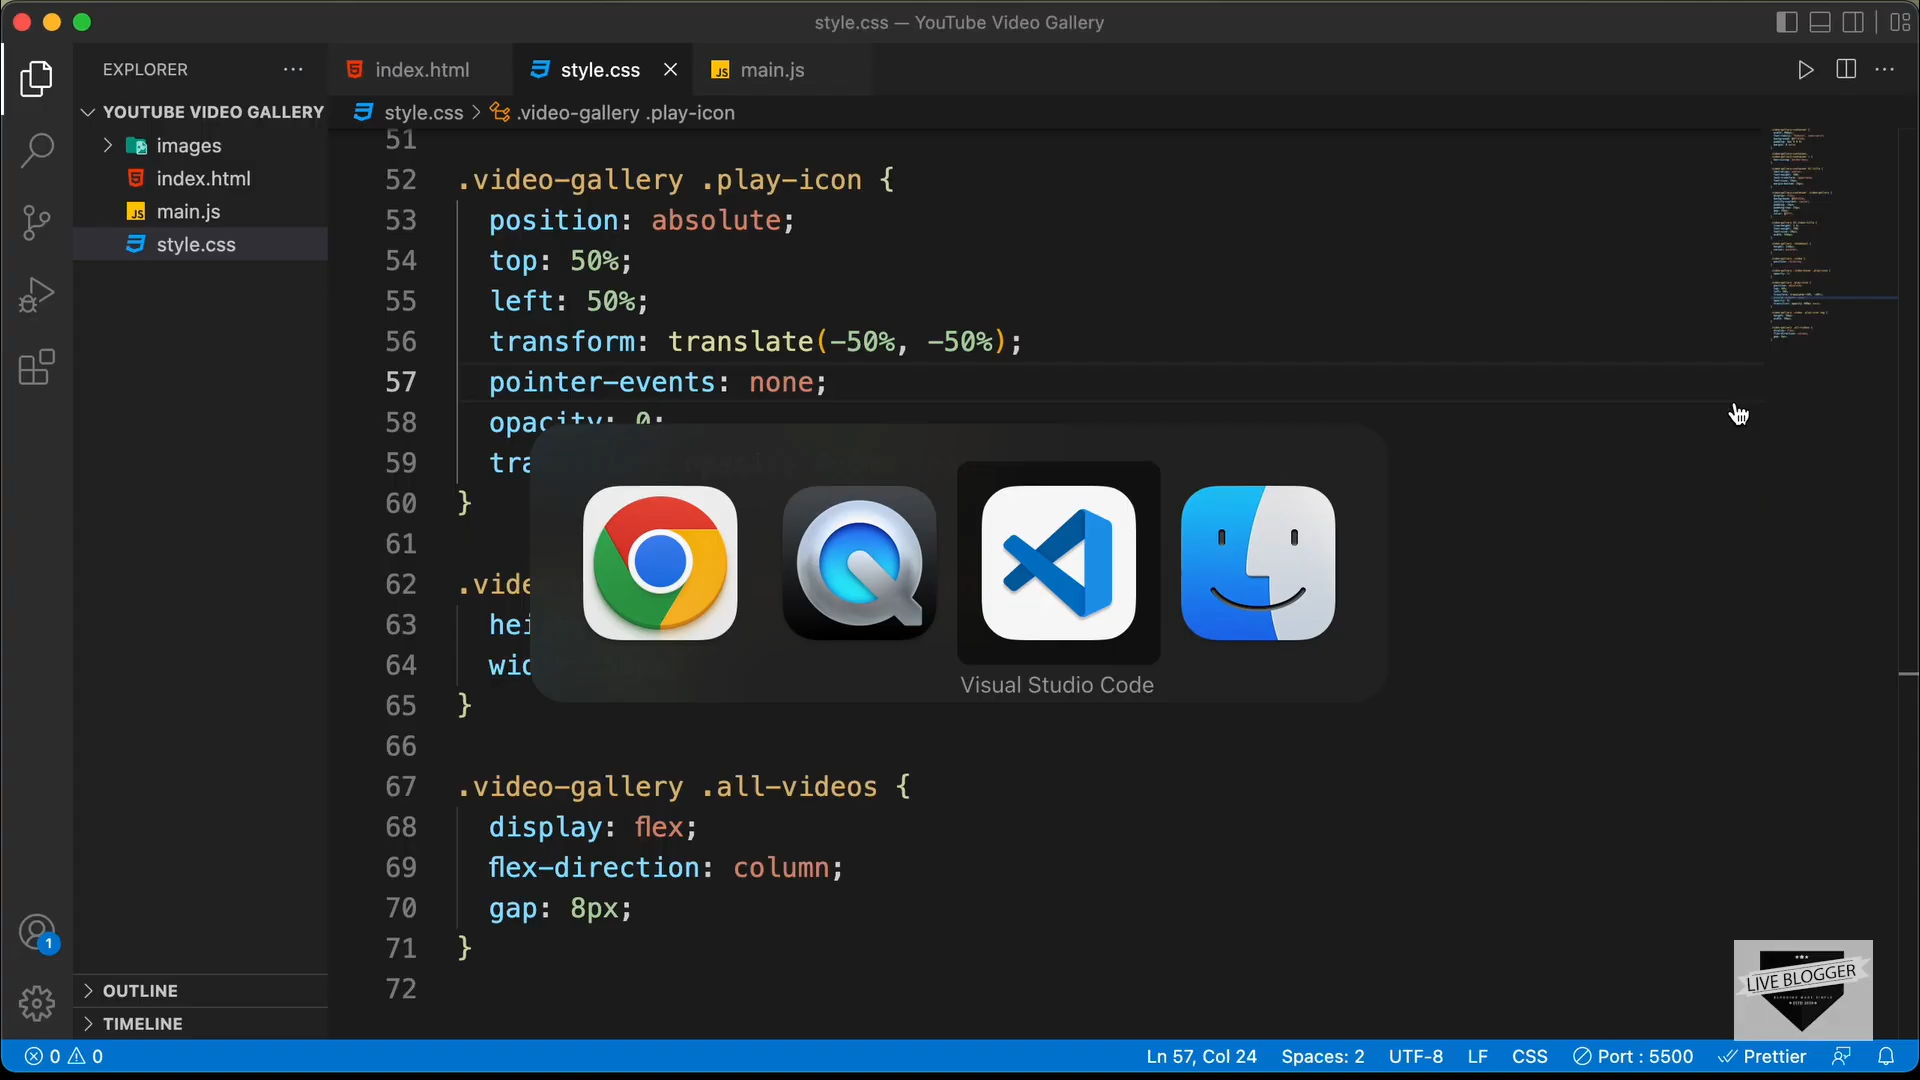 style.css — YouTube Video Gallery
EXPLORER
index.html
style.css
main.js
YOUTUBE VIDEO GALLERY
style.css > .video-gallery .play-icon
images
index.html
main.js
style.css
51
52 .video-gallery .play-icon {
53 position: absolute;
54 top: 50%;
55 left: 50%;
56 transform: translate(-50%, -50%);
57 pointer-events: none;
58 opacity: 0;
59 tra
60 }
61
62 .vide
63 hei
64 wid
65 }
66
67 .video-gallery .all-videos {
68 display: flex;
69 flex-direction: column;
70 gap: 8px;
71 }
72
Visual Studio Code
1
OUTLINE
TIMELINE
LIVE BLOGGER
0 0
Ln 57, Col 24
Spaces: 2
UTF-8
LF
CSS
Port : 5500
Prettier